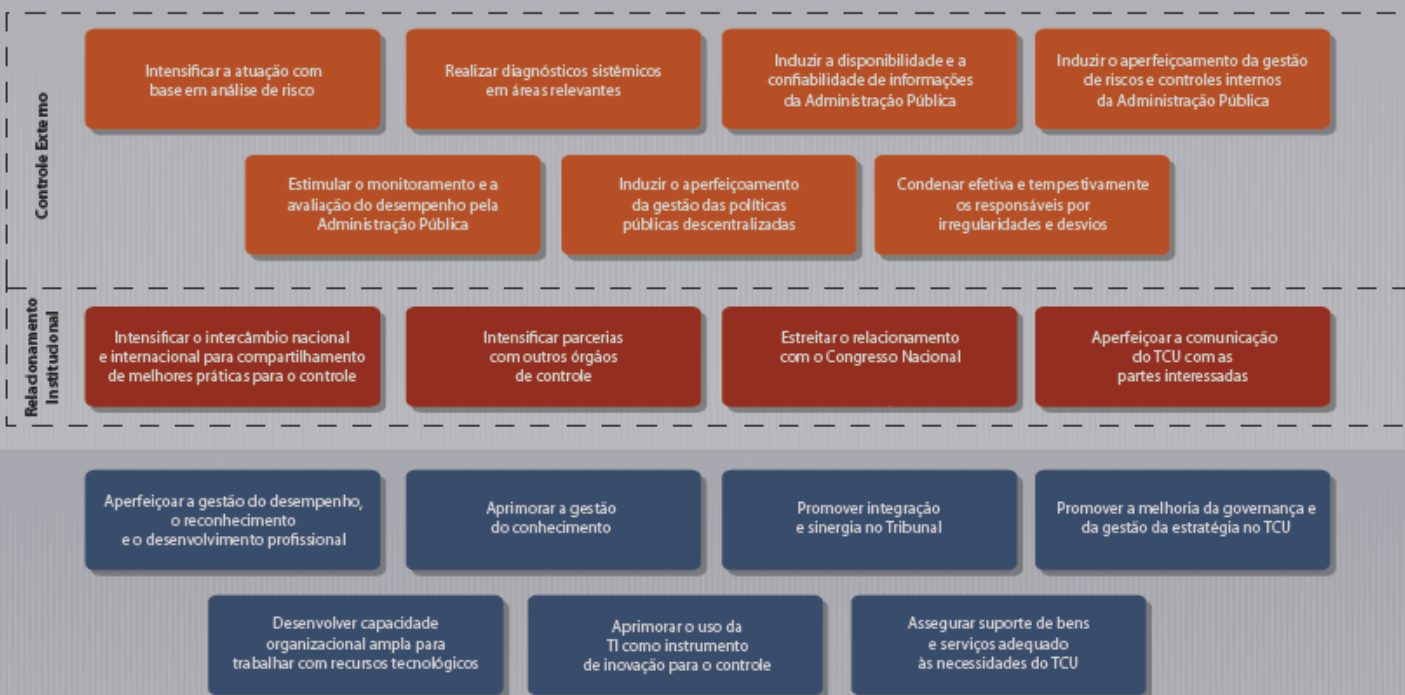 Controle Externo
Intensificar a atuação com
base em análise de risco
Realizar diagnósticos sistêmicos
em áreas relevantes
Induzir a disponibilidade e a
confiabilidade de informações
da Administração Pública
Induzir o aperfeiçoamento da gestão
de riscos e controles internos
da Administração Pública
Estimular o monitoramento e a
avaliação do desempenho pela
Administração Pública
Induzir o aperfeiçoamento
da gestão das políticas
públicas descentralizadas
Condenar efetiva e tempestivamente
os responsáveis por
irregularidades e desvios
Relacionamento
Institucional
Intensificar o intercâmbio nacional
e internacional para compartilhamento
de melhores práticas para o controle
Intensificar parcerias
com outros órgãos
de controle
Estreitar o relacionamento
com o Congresso Nacional
Aperfeiçoar a comunicação
do TCU com as
partes interessadas
Aperfeiçoar a gestão do desempenho,
o reconhecimento
e o desenvolvimento profissional
Aprimorar a gestão
do conhecimento
Promover integração
e sinergia no Tribunal
Promover a melhoria da governança e
da gestão da estratégia no TCU
Desenvolver capacidade
organizacional ampla para
trabalhar com recursos tecnológicos
Aprimorar o uso da
TI como instrumento
de inovação para o controle
Assegurar suporte de bens
e serviços adequado
às necessidades do TCU